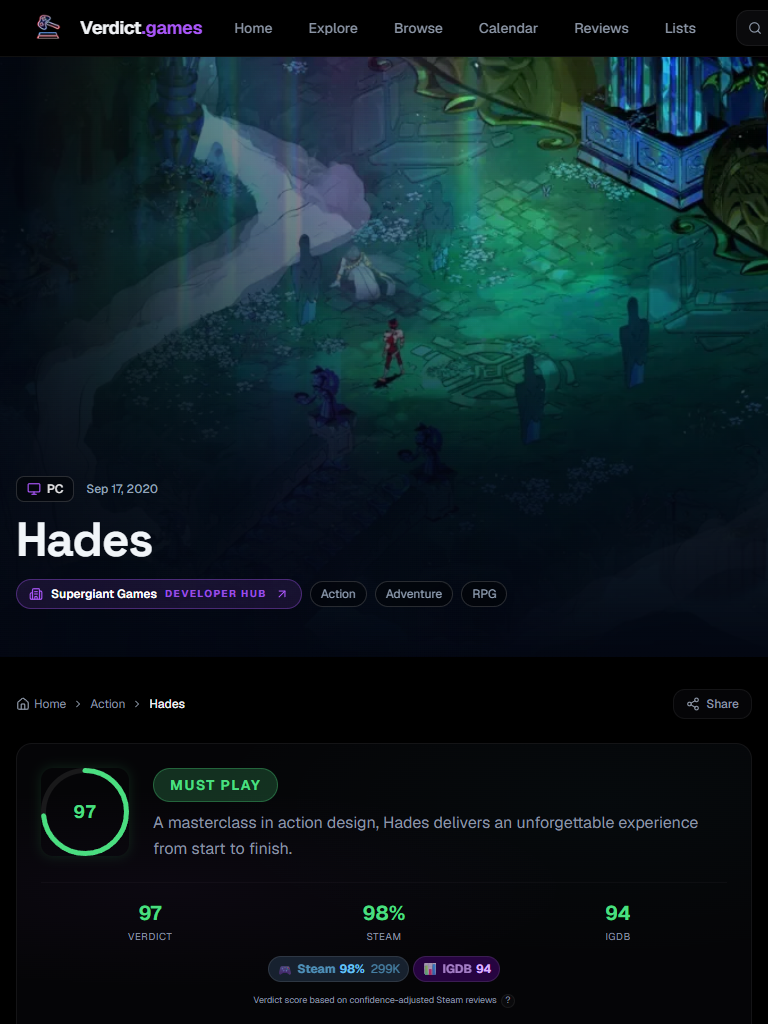 Verdict.games Home Explore Browse Calendar Reviews Lists
PC Sep 17, 2020
Hades
Supergiant Games DEVELOPER HUB Action Adventure RPG
Home > Action > Hades Share
97 MUST PLAY
A masterclass in action design, Hades delivers an unforgettable experience
from start to finish.
97 98% 94
VERDICT STEAM IGDB
Steam 98% 299K IGDB 94
Verdict score based on confidence-adjusted Steam reviews ?